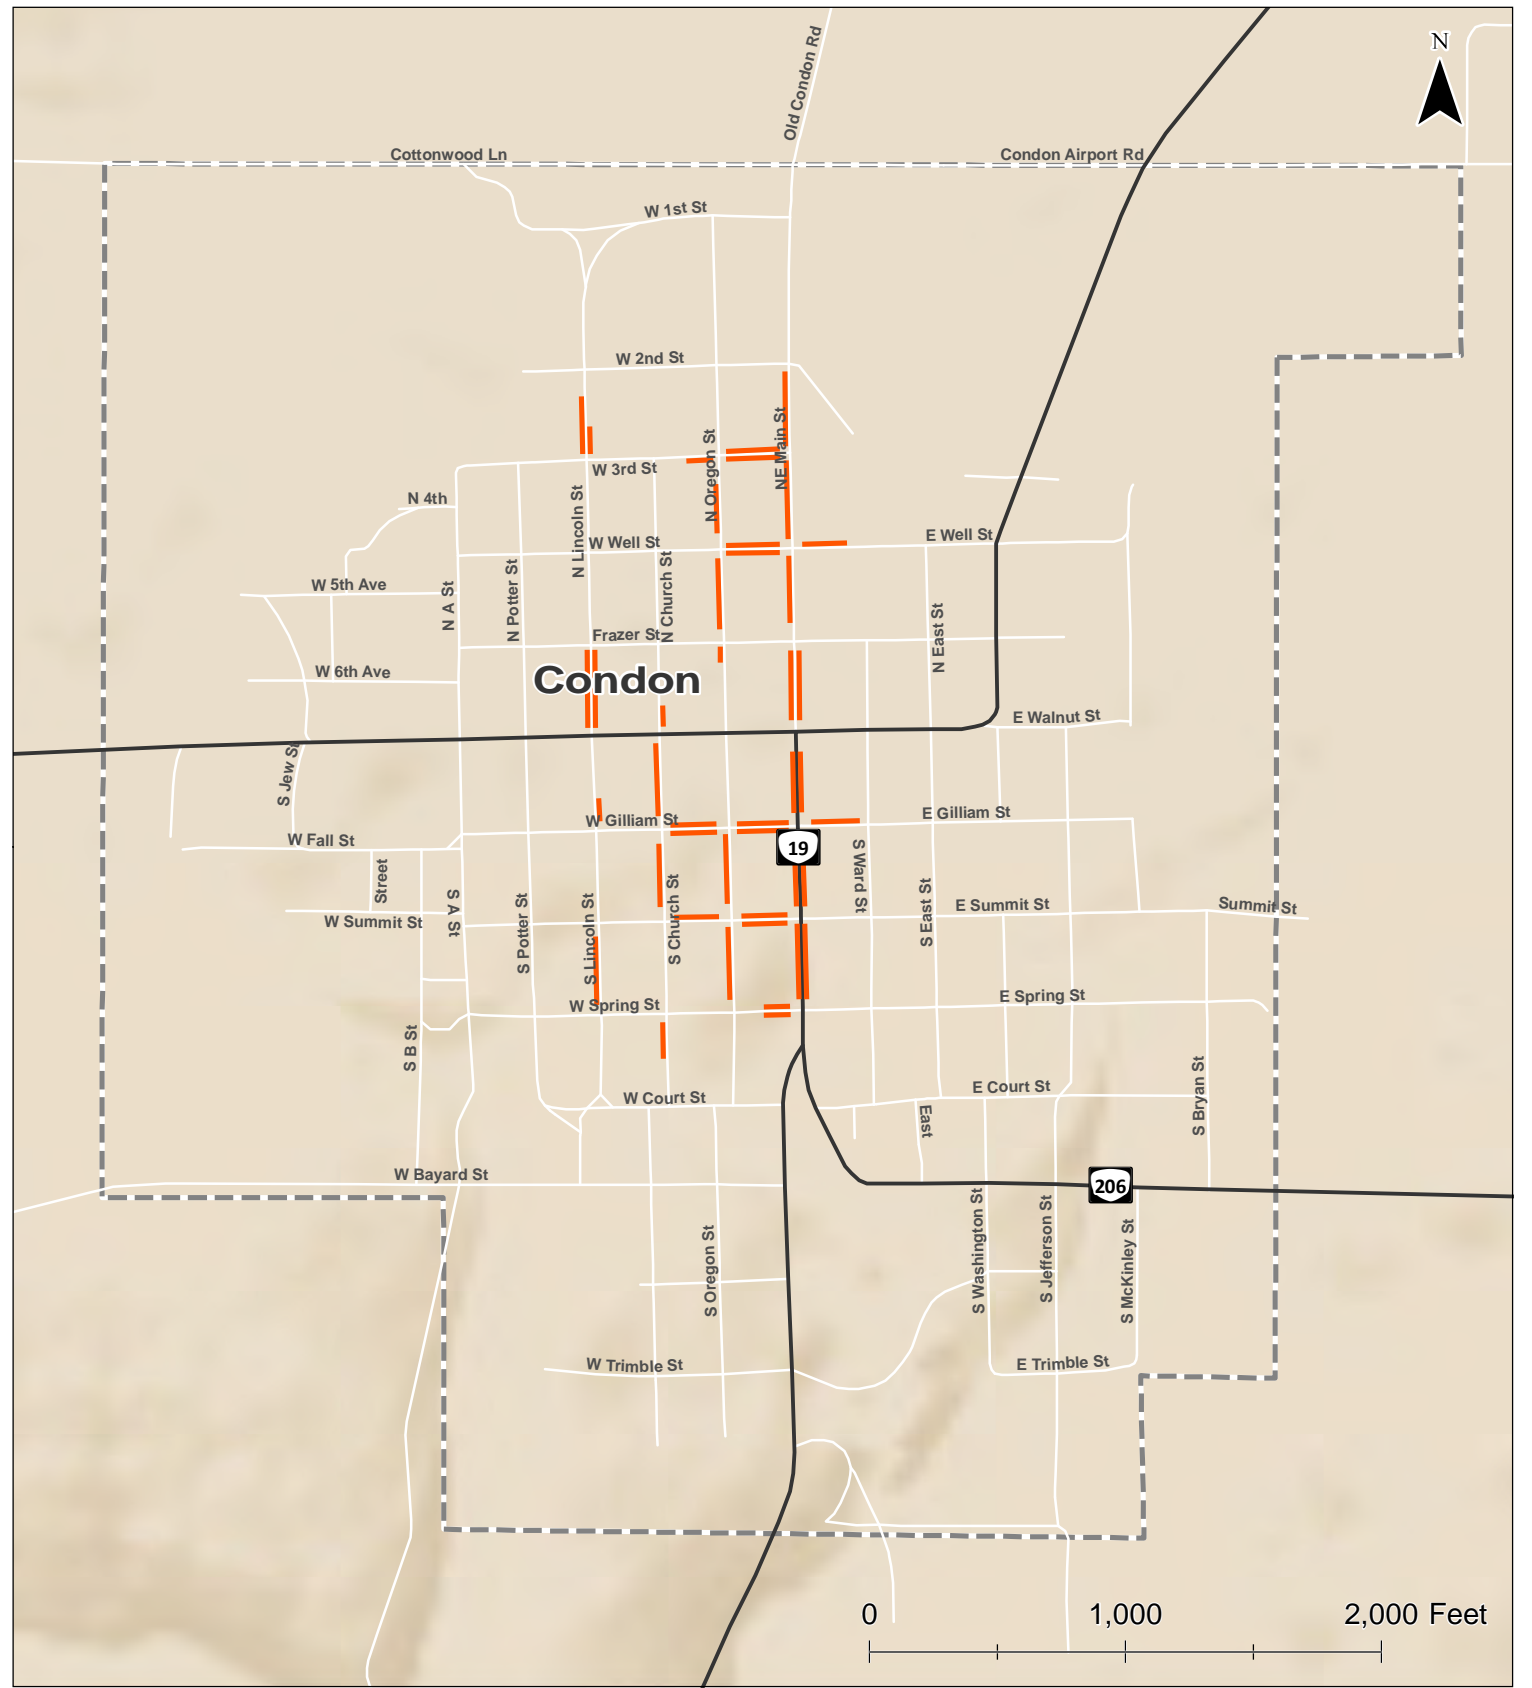 N
Old Condon Rd
Cottonwood Ln
Condon Airport Rd
W 1st St
W 2nd St
NE Main St
N Oregon St
W 3rd St
N 4th
N Lincoln St
E Well St
W Well St
N Church St
N Potter St
W 5th Ave
N A St
N East St
Frazer St
W 6th Ave
Condon
E Walnut St
S Jew St
E Gilliam St
W Gilliam St
W Fall St
19
S Ward St
Street
S A St
S Potter St
S Lincoln St
S Church St
S East St
E Summit St
Summit St
W Summit St
E Spring St
W Spring St
S B St
S Bryan St
E Court St
W Court St
East
W Bayard St
206
S Washington St
S Jefferson St
S McKinley St
S Oregon St
W Trimble St
E Trimble St
0 1,000 2,000 Feet